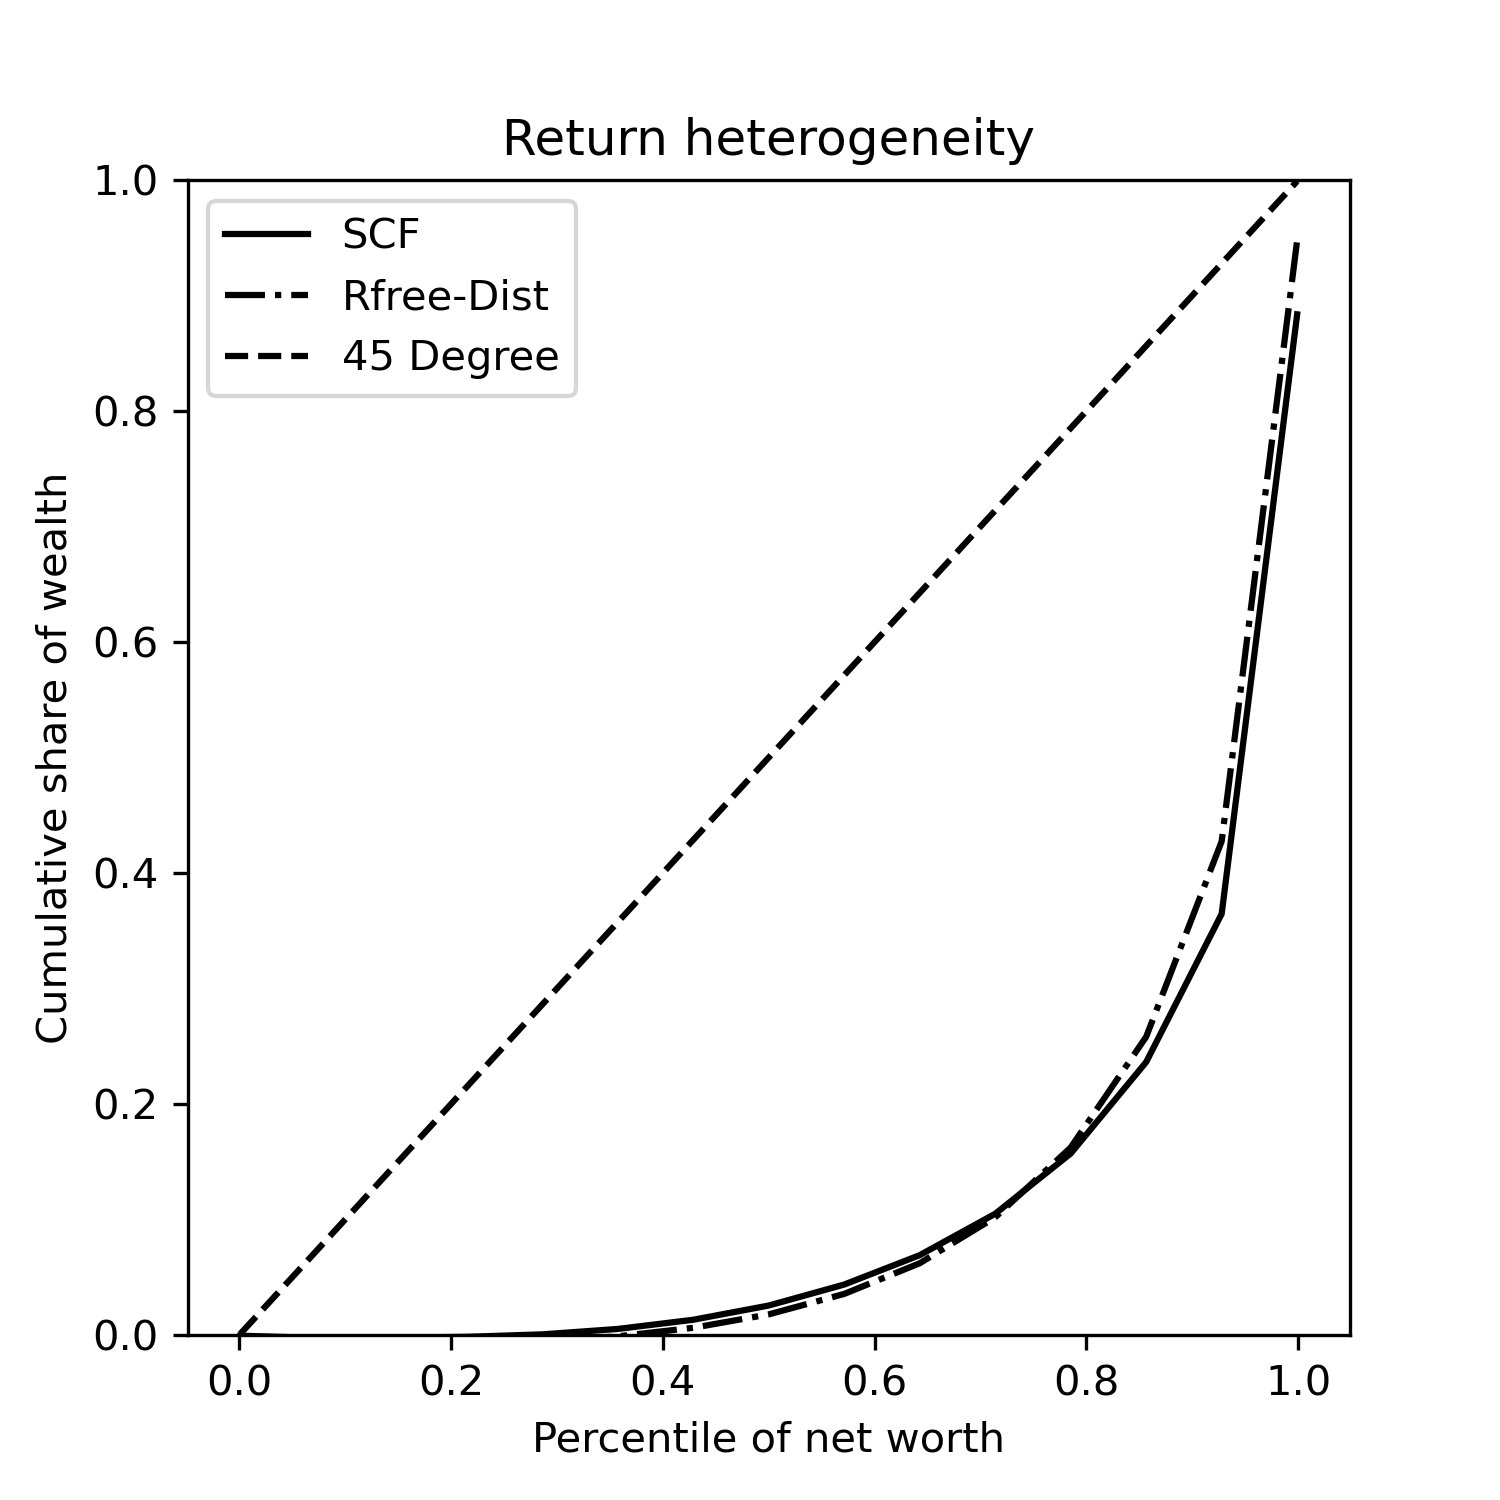 Return heterogeneity
1.0
0.8
0.6
0.4
0.2
0.0
SCF
Rfree-Dist
45 Degree
Cumulative share of wealth
0.0 0.2 0.4 0.6 0.8 1.0
Percentile of net worth